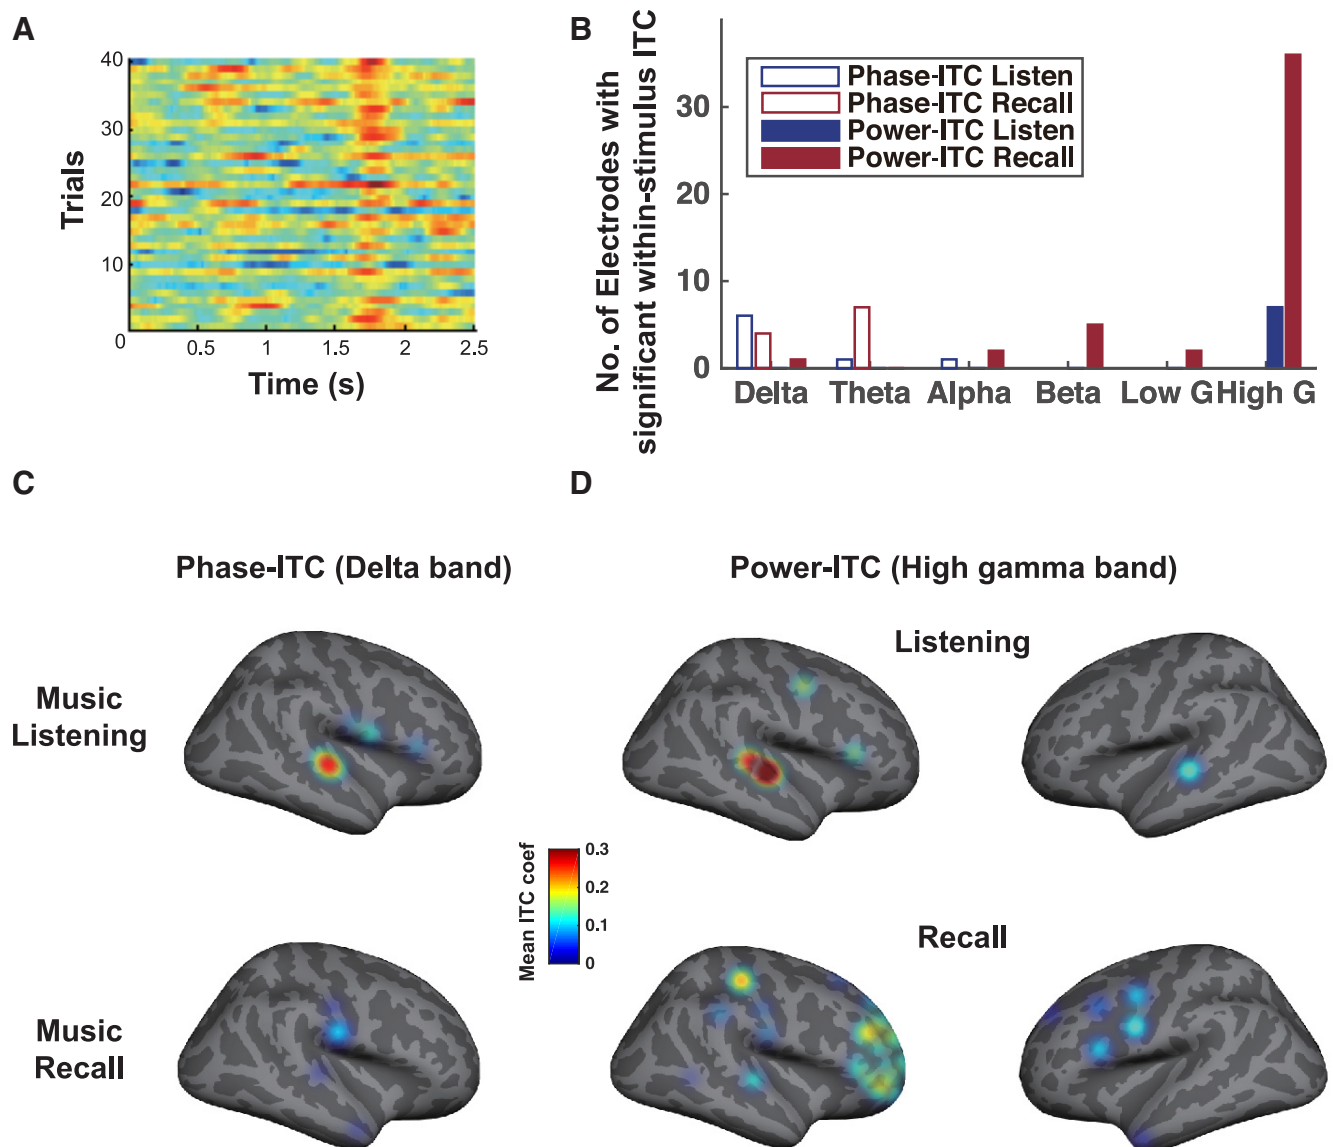 A
40
30
20
10
0
0.5
1
1.5
2
2.5
Trials
Time (s)
B
No. of Electrodes with
significant within-stimulus ITC
30
20
10
0
Phase-ITC Listen
Phase-ITC Recall
Power-ITC Listen
Power-ITC Recall
Delta
Theta
Alpha
Beta
Low G
High G
C
Phase-ITC (Delta band)
Music
Listening
Music
Recall
D
Power-ITC (High gamma band)
Listening
Mean ITC coef
0.3
0.2
0.1
0
Recall